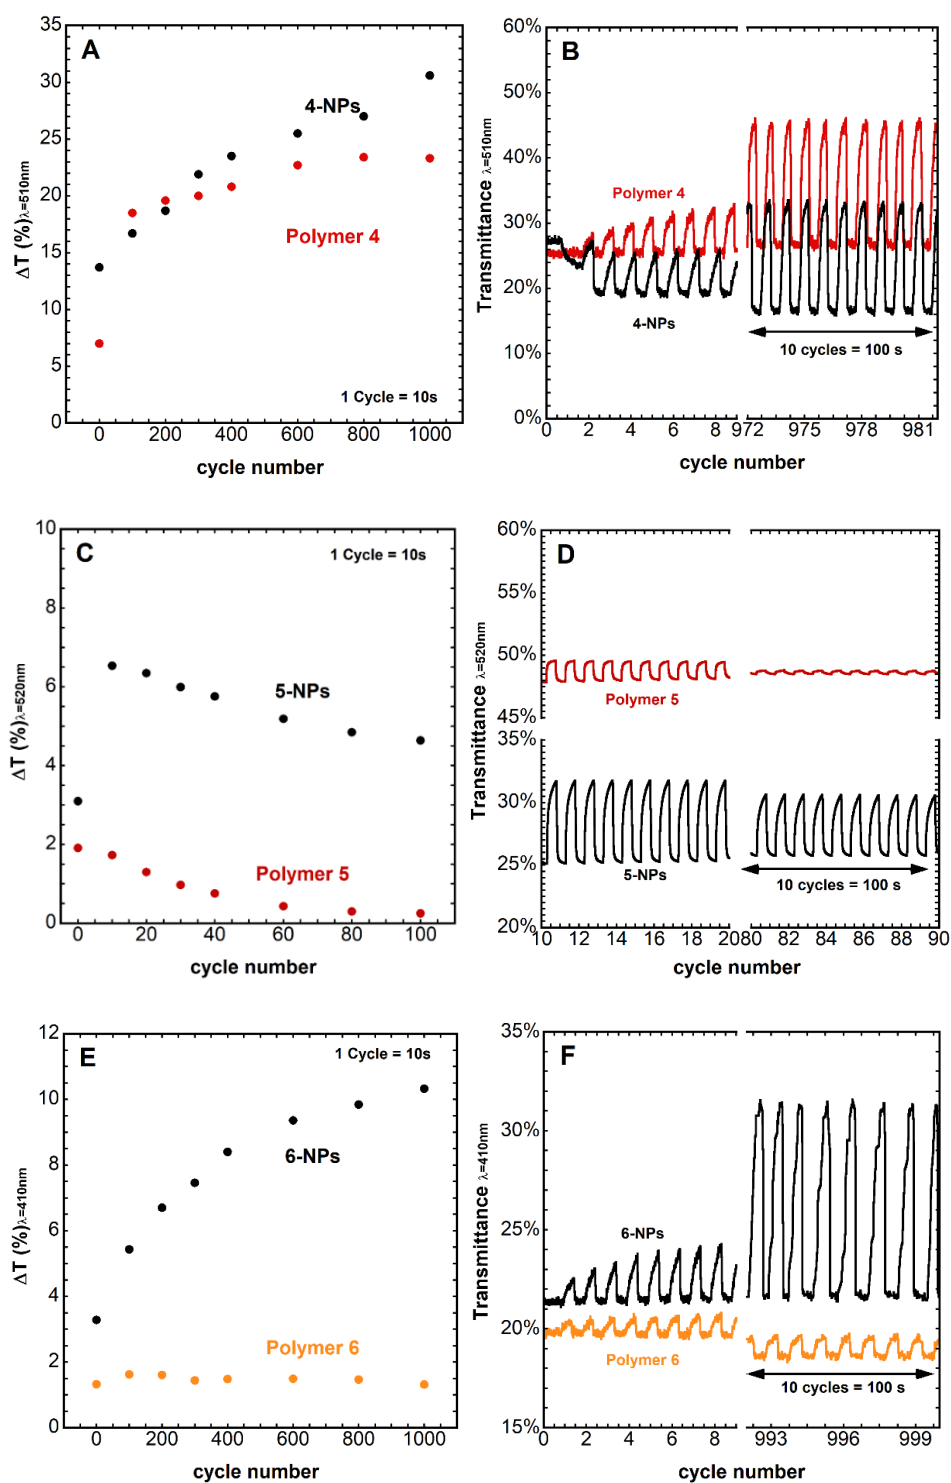 A
35
30
25
20
15
10
5
0
ΔT (%)λ=510nm
4-NPs
Polymer 4
1 Cycle = 10s
0 200 400 600 800 1000
cycle number
B
60%
50%
40%
30%
20%
10%
0%
Transmittance λ=510nm
Polymer 4
4-NPs
10 cycles = 100 s
0 2 4 6 8 9 972 975 978 981
cycle number
C
10
8
6
4
2
0
ΔT (%)λ=520nm
1 Cycle = 10s
5-NPs
Polymer 5
0 20 40 60 80 100
cycle number
D
60%
55%
50%
45%
35%
30%
25%
20%
Transmittance λ=520nm
Polymer 5
5-NPs
10 cycles = 100 s
10 12 14 16 18 20 80 82 84 86 88 90
cycle number
E
12
10
8
6
4
2
0
ΔT (%)λ=410nm
1 Cycle = 10s
6-NPs
Polymer 6
0 200 400 600 800 1000
cycle number
F
35%
30%
25%
20%
15%
Transmittance λ=410nm
6-NPs
Polymer 6
10 cycles = 100 s
0 2 4 6 8 993 996 999
cycle number